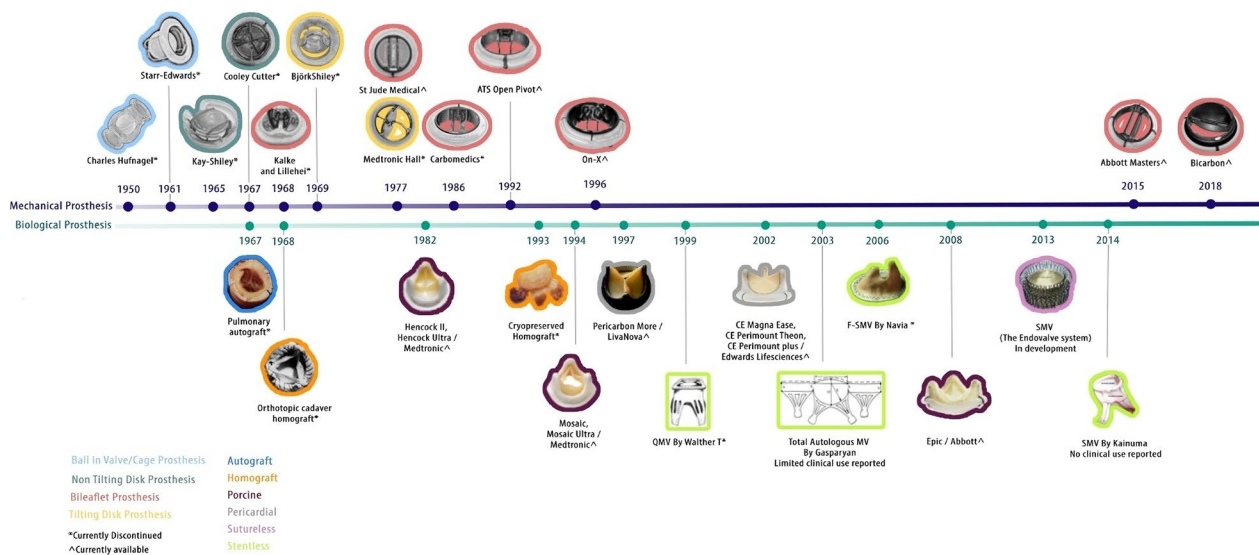 Starr-Edwards*
Cooley Cutter*
BjörkShiley*
St Jude Medical^
ATS Open Pivot^
Charles Hufnagel*
Kay-Shiley*
Kalke
and Lillehei*
Medtronic Hall*
Carbomedics*
On-X^
Abbott Masters^
Bicarbon^
1950
1961
1965
1967
1968
1969
1977
1986
1992
1996
2015
2018
Mechanical Prosthesis
Biological Prosthesis
1967
1968
1982
1993
1994
1997
1999
2002
2003
2006
2008
2013
2014
Pulmonary
autograft*
Hencock II,
Hencock Ultra /
Medtronic^
Cryopreserved
Homograft*
Pericarbon More /
LivaNova^
CE Magna Ease,
CE Perimount Theon,
CE Perimount plus /
Edwards Lifesciences^
F-SMV By Navia *
SMV
(The Endovalve system)
In development
Orthotopic cadaver
homograft*
Mosaic,
Mosaic Ultra /
Medtronic^
QMV By Walther T*
Total Autologous MV
By Gasparyan
Limited clinical use reported
Epic / Abbott^
SMV By Kainuma
No clinical use reported
Ball in Valve/Cage Prosthesis
Non Tilting Disk Prosthesis
Bileaflet Prosthesis
Tilting Disk Prosthesis
*Currently Discontinued
^Currently available
Autograft
Homograft
Porcine
Pericardial
Sutureless
Stentless